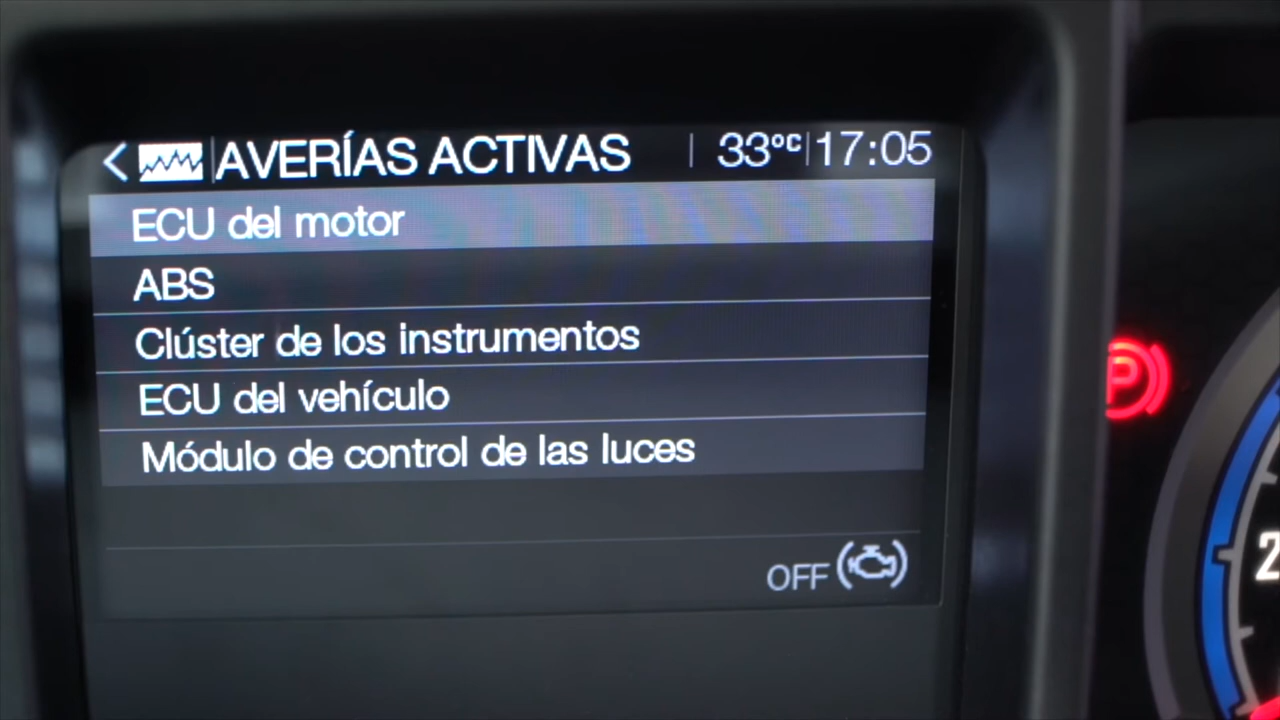 AVERÍAS ACTIVAS 33ºC 17:05
ECU del motor
ABS
Clúster de los instrumentos
ECU del vehículo
Módulo de control de las luces
OFF
P
2